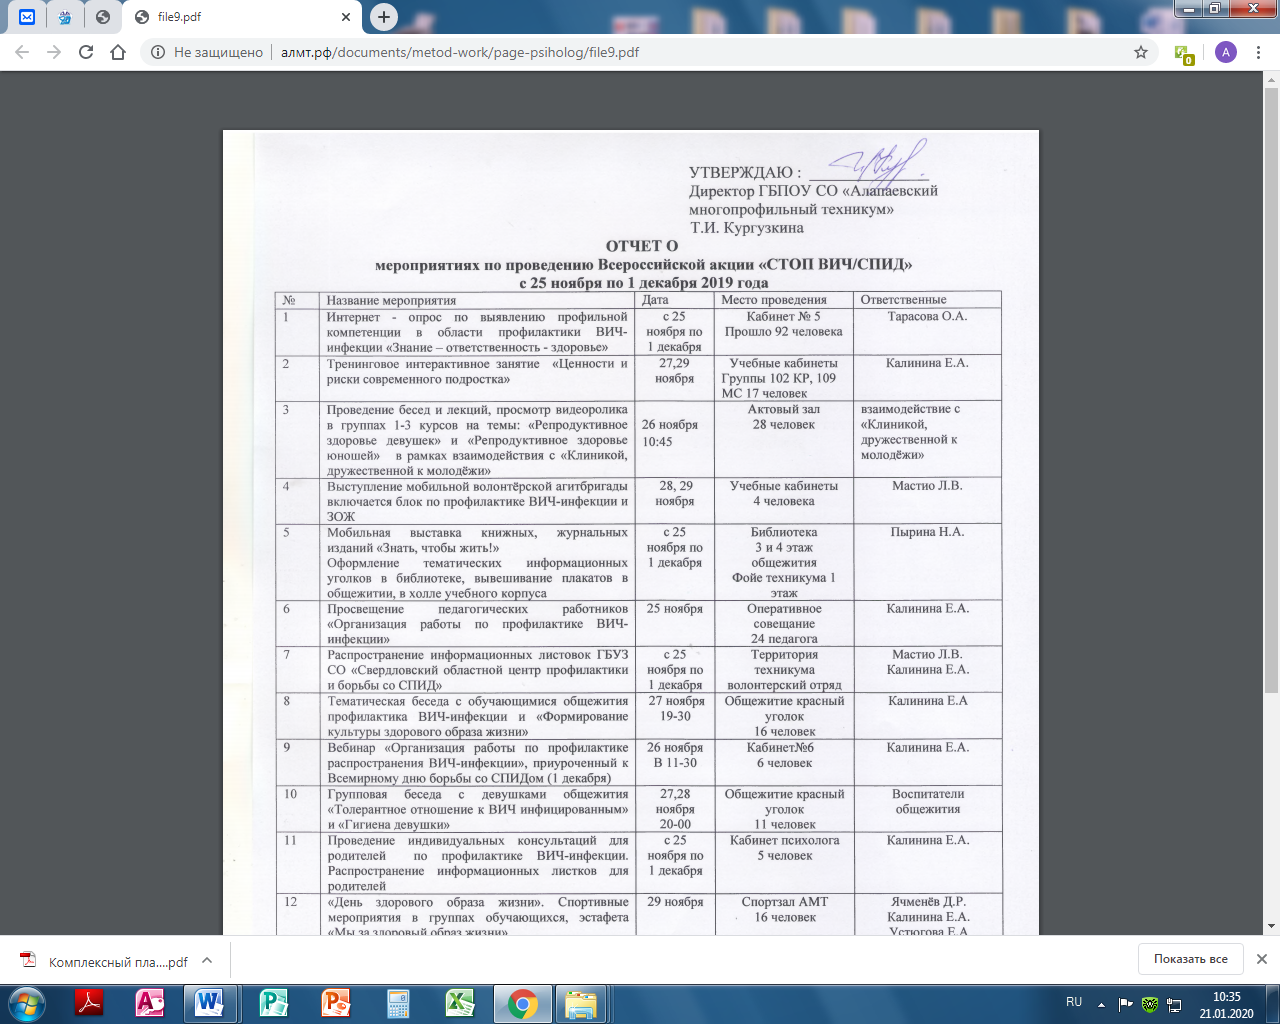 file9.pdf
Не защищено
алмт.рф/documents/metod-work/page-psiholog/file9.pdf
0
A
УТВЕРЖДАЮ :
Директор ГБПОУ СО «Алапаевский
многопрофильный техникум»
Т.И. Кургузкина
ОТЧЕТ О
мероприятиях по проведению Всероссийской акции «СТОП ВИЧ/СПИД»
с 25 ноября по 1 декабря 2019 года
№ Название мероприятия Дата Место проведения Ответственные
1 Интернет - опрос по выявлению профильной с 25 Кабинет № 5 Тарасова О.А.
компетенции в области профилактики ВИЧ- ноября по Прошло 92 человека
инфекции «Знание – ответственность - здоровье» 1 декабря
2 Тренинговое интерактивное занятие «Ценности и 27,29 Учебные кабинеты Калинина Е.А.
риски современного подростка» ноября Группы 102 КР, 109
МС 17 человек
3 Проведение бесед и лекций, просмотр видеоролика Актовый зал взаимодействие с
в группах 1-3 курсов на темы: «Репродуктивное 26 ноября 28 человек «Клиникой,
здоровье девушек» и «Репродуктивное здоровье 10:45 дружественной к
юношей» в рамках взаимодействия с «Клиникой, молодёжи»
дружественной к молодёжи»
4 Выступление мобильной волонтёрской агитбригады 28, 29 Учебные кабинеты Мастио Л.В.
включается блок по профилактике ВИЧ-инфекции и ноября 4 человека
ЗОЖ
5 Мобильная выставка книжных, журнальных с 25 Библиотека Пырина Н.А.
изданий «Знать, чтобы жить!» ноября по 3 и 4 этаж
Оформление тематических информационных 1 декабря общежития
уголков в библиотеке, вывешивание плакатов в Фойе техникума 1
общежитии, в холле учебного корпуса этаж
6 Просвещение педагогических работников 25 ноября Оперативное Калинина Е.А.
«Организация работы по профилактике ВИЧ- совещание
инфекции» 24 педагога
7 Распространение информационных листовок ГБУЗ с 25 Территория Мастио Л.В.
СО «Свердловский областной центр профилактики ноября по техникума Калинина Е.А.
и борьбы со СПИД» 1 декабря волонтерский отряд
8 Тематическая беседа с обучающимися общежития 27 ноября Общежитие красный Калинина Е.А
профилактика ВИЧ-инфекции и «Формирование 19-30 уголок
культуры здорового образа жизни» 16 человек
9 Вебинар «Организация работы по профилактике 26 ноября Кабинет№6 Калинина Е.А.
распространения ВИЧ-инфекции», приуроченный к В 11-30 6 человек
Всемирному дню борьбы со СПИДом (1 декабря)
10 Групповая беседа с девушками общежития 27,28 Общежитие красный Воспитатели
«Толерантное отношение к ВИЧ инфицированным» ноября уголок общежития
и «Гигиена девушки» 20-00 11 человек
11 Проведение индивидуальных консультаций для с 25 Кабинет психолога Калинина Е.А.
родителей по профилактике ВИЧ-инфекции. ноября по 5 человек
Распространение информационных листков для 1 декабря
родителей
12 «День здорового образа жизни». Спортивные 29 ноября Спортзал АМТ Ячменёв Д.Р.
мероприятия в группах обучающихся, эстафета 16 человек Калинина Е.А.
«Мы за здоровый образ жизни» Устюгова Е.А
Комплексный пла....pdf
Показать все
RU
10:35
21.01.2020